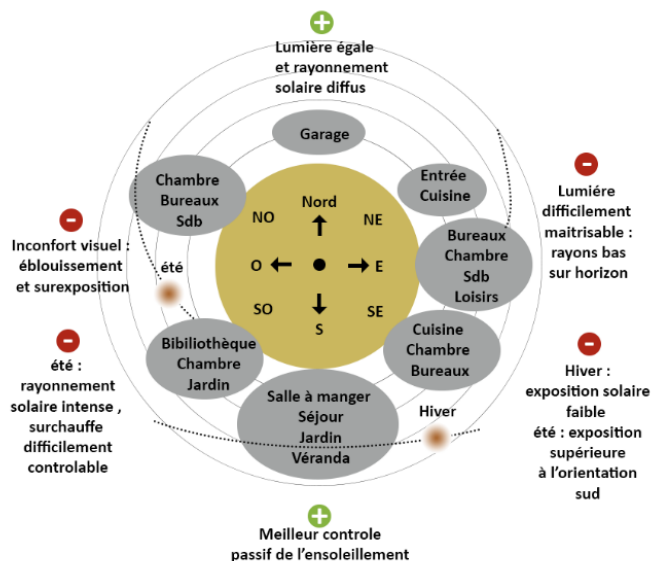 Lumière égale
et rayonnement
solaire diffus
Garage
Chambre
Bureaux
Sdb
Entrée
Cuisine
Nord
NO
NE
O
E
SO
SE
S
Bureaux
Chambre
Sdb
Loisirs
Lumiére
difficilement
maitrisable :
rayons bas
sur horizon
Inconfort visuel :
éblouissement
et surexposition
été
Bibiliothèque
Chambre
Jardin
Cuisine
Chambre
Bureaux
été :
rayonnement
solaire intense ,
surchauffe
difficilement
controlable
Salle à manger
Séjour
Jardin
Véranda
Hiver
Hiver :
exposition solaire
faible
été : exposition
supérieure
à l'orientation
sud
Meilleur controle
passif de l'ensoleillement